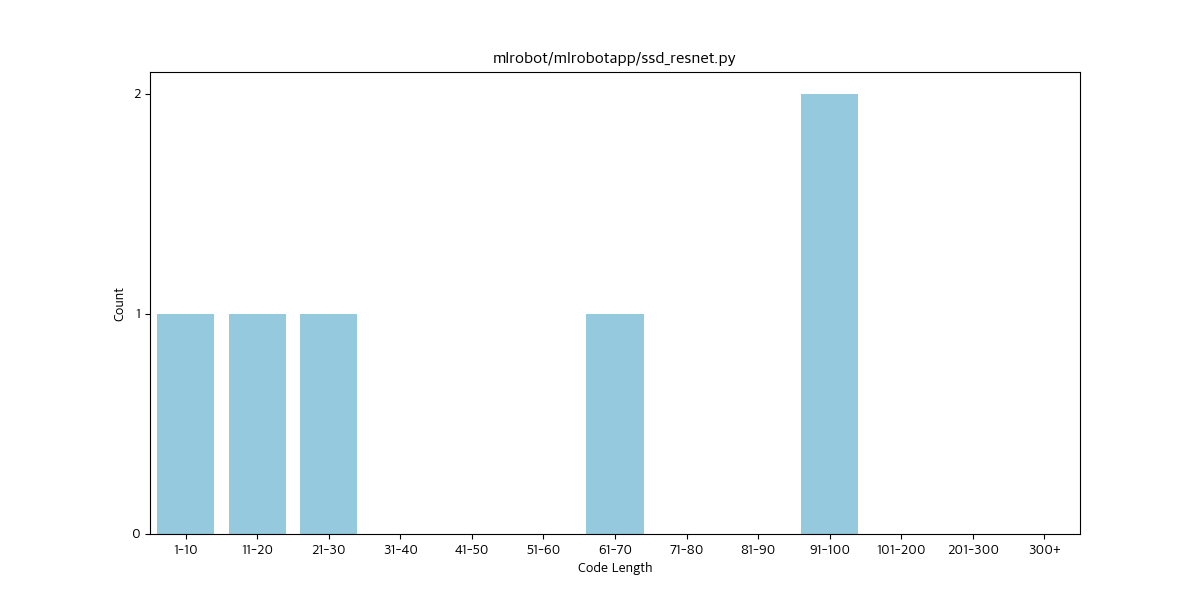 mlrobot/mlrobotapp/ssd_resnet.py
2
1
0
Count
1-10 11-20 21-30 31-40 41-50 51-60 61-70 71-80 81-90 91-100 101-200 201-300 300+
Code Length